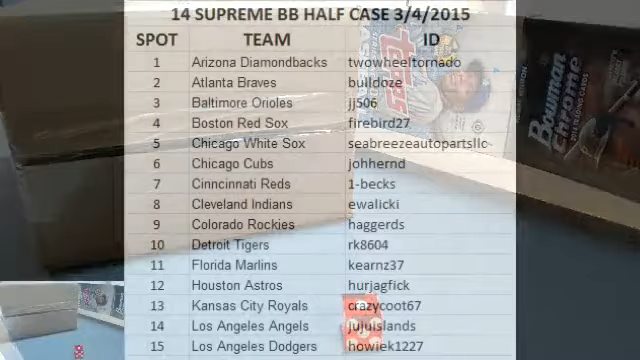 14 SUPREME BB HALF CASE 3/4/2015
SPOT TEAM ID
1 Arizona Diamondbacks twowheeltornado
2 Atlanta Braves bulldoze
3 Baltimore Orioles jj506
4 Boston Red Sox firebird27
5 Chicago White Sox seabreezeautopartsllc
6 Chicago Cubs johhernd
7 Cinncinnati Reds 1-becks
8 Cleveland Indians ewalicki
9 Colorado Rockies haggerds
10 Detroit Tigers rk8604
11 Florida Marlins kearnz37
12 Houston Astros hurjagfick
13 Kansas City Royals crazycoot67
14 Los Angeles Angels jujuislands
15 Los Angeles Dodgers howiek1227
Topps
Bowman
Chrome